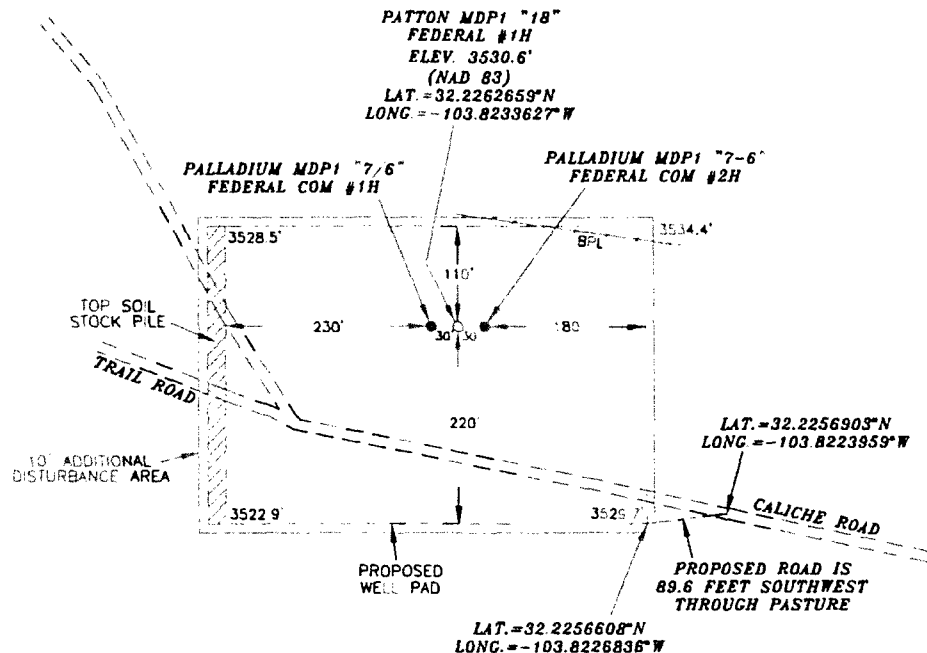 PATTON MDP1 "18"
FEDERAL #1H
ELEV. 3530.6'
(NAD 83)
LAT.=32.2262659°N
LONG.=-103.8233627°W
PALLADIUM MDP1 "7/6"
FEDERAL COM #1H
PALLADIUM MDP1 "7-6"
FEDERAL COM #2H
3528.5'
3534.4'
BPL
110'
TOP SOIL
STOCK PILE
230'
30'
30'
180
TRAIL ROAD
220'
LAT.=32.2256903°N
LONG.=-103.8223959°W
10' ADDITIONAL
DISTURBANCE AREA
3522.9'
3529.7'
CALICHE ROAD
PROPOSED
WELL PAD
PROPOSED ROAD IS
89.6 FEET SOUTHWEST
THROUGH PASTURE
LAT.=32.2256608°N
LONG.=-103.8226836°W